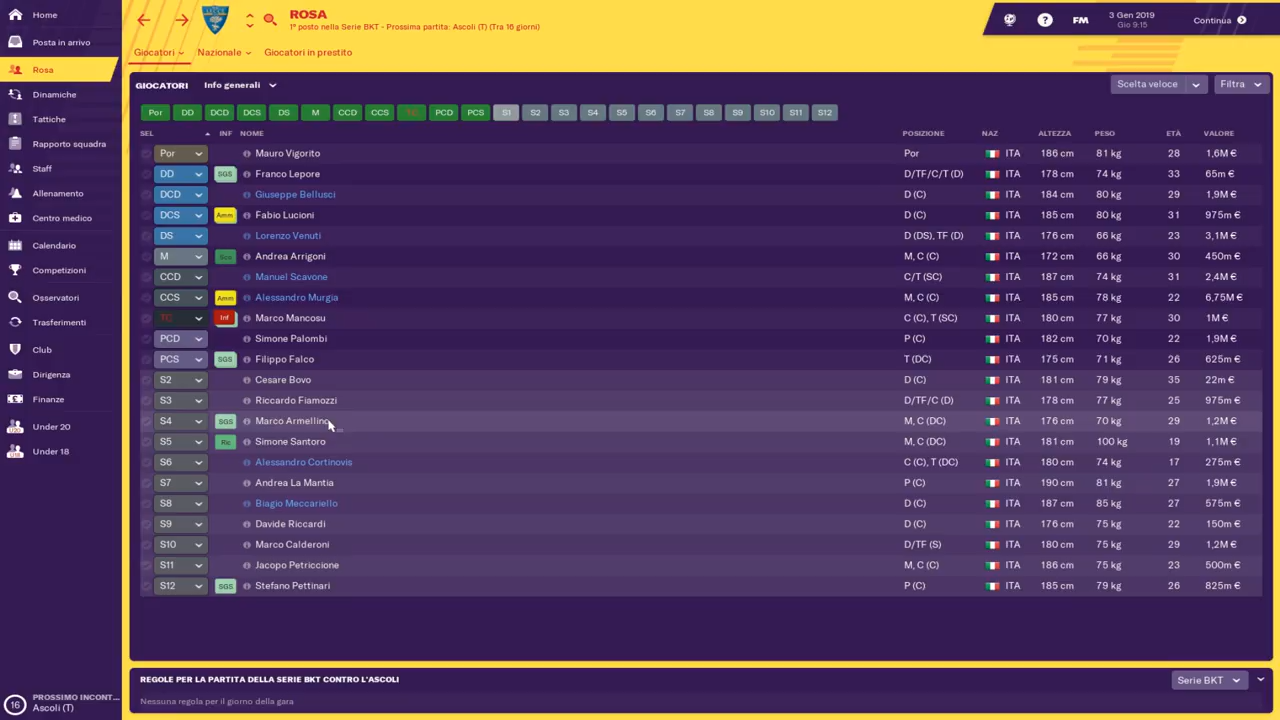 Home
Posta in arrivo
Rosa
Dinamiche
Tattiche
Rapporto squadra
Staff
Allenamento
Centro medico
Calendario
Competizioni
Osservatori
Trasferimenti
Club
Dirigenza
Finanze
Under 20
Under 18
16 PROSSIMO INCONT...
Ascoli (T)
ROSA
1° posto nella Serie BKT - Prossima partita: Ascoli (T) (Tra 16 giorni)
FM 3 Gen 2019 Continua
Gio 9:15
Giocatori Nazionale Giocatori in prestito
GIOCATORI Info generali Scelta veloce Filtra
Por DD DCD DCS DS M CCD CCS TC PCD PCS S1 S2 S3 S4 S5 S6 S7 S8 S9 S10 S11 S12
SEL INF NOME POSIZIONE NAZ ALTEZZA PESO ETÀ VALORE
Por Mauro Vigorito Por ITA 186 cm 81 kg 28 1,6M €
DD SGS Franco Lepore D/TF/C/T (D) ITA 178 cm 74 kg 33 65m €
DCD Giuseppe Bellusci D (C) ITA 184 cm 80 kg 29 1,9M €
DCS Amm Fabio Lucioni D (C) ITA 185 cm 80 kg 31 975m €
DS Lorenzo Venuti D (DS), TF (D) ITA 176 cm 66 kg 23 3,1M €
M Sco Andrea Arrigoni M, C (C) ITA 172 cm 66 kg 30 450m €
CCD Manuel Scavone C/T (SC) ITA 187 cm 74 kg 31 2,4M €
CCS Amm Alessandro Murgia M, C (C) ITA 185 cm 78 kg 22 6,75M €
TC Inf Marco Mancosu C (C), T (SC) ITA 180 cm 77 kg 30 1M €
PCD Simone Palombi P (C) ITA 182 cm 70 kg 22 1,9M €
PCS SGS Filippo Falco T (DC) ITA 175 cm 71 kg 26 625m €
S2 Cesare Bovo D (C) ITA 181 cm 79 kg 35 22m €
S3 Riccardo Fiamozzi D/TF/C (D) ITA 178 cm 77 kg 25 975m €
S4 SGS Marco Armellino M, C (DC) ITA 176 cm 70 kg 29 1,2M €
S5 Ric Simone Santoro M, C (DC) ITA 181 cm 100 kg 19 1,1M €
S6 Alessandro Cortinovis C (C), T (DC) ITA 180 cm 74 kg 17 275m €
S7 Andrea La Mantia P (C) ITA 190 cm 81 kg 27 1,9M €
S8 Biagio Meccariello D (C) ITA 187 cm 85 kg 27 575m €
S9 Davide Riccardi D (C) ITA 176 cm 75 kg 22 150m €
S10 Marco Calderoni D/TF (S) ITA 180 cm 75 kg 29 1,2M €
S11 Jacopo Petriccione M, C (C) ITA 186 cm 75 kg 23 500m €
S12 SGS Stefano Pettinari P (C) ITA 185 cm 79 kg 26 825m €
REGOLE PER LA PARTITA DELLA SERIE BKT CONTRO L'ASCOLI Serie BKT
Nessuna regola per il giorno della gara